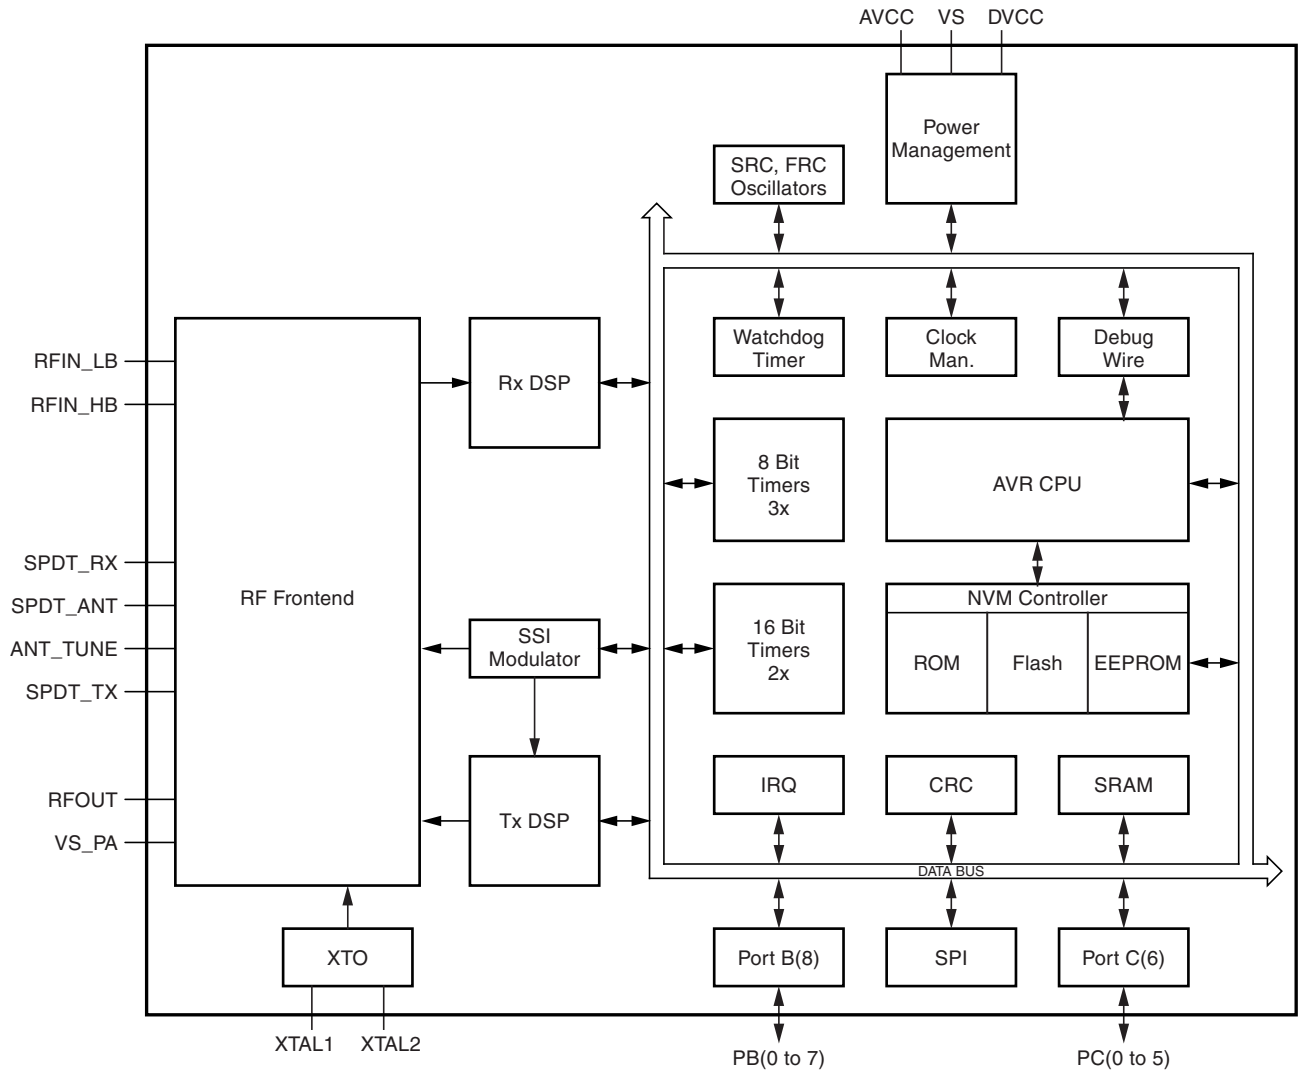 AVCC VS DVCC
Power
Management
SRC, FRC
Oscillators
Watchdog
Timer
Clock
Man.
Debug
Wire
RFIN_LB
RFIN_HB
Rx DSP
8 Bit
Timers
3x
AVR CPU
SPDT_RX
SPDT_ANT
ANT_TUNE
SPDT_TX
RF Frontend
SSI
Modulator
16 Bit
Timers
2x
NVM Controller
ROM
Flash
EEPROM
RFOUT
VS_PA
Tx DSP
IRQ
CRC
SRAM
DATA BUS
XTO
Port B(8)
SPI
Port C(6)
XTAL1
XTAL2
PB(0 to 7)
PC(0 to 5)